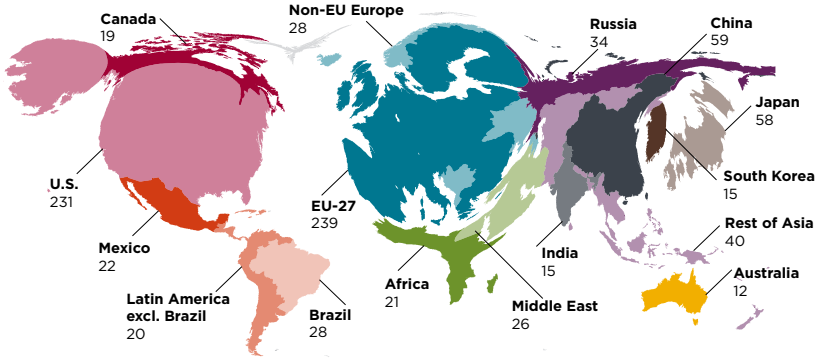 Canada
19
Non-EU Europe
28
Russia
34
China
59
Japan
58
U.S.
231
South Korea
15
EU-27
239
Rest of Asia
40
Mexico
22
India
15
Australia
12
Africa
21
Middle East
26
Latin America
excl. Brazil
20
Brazil
28